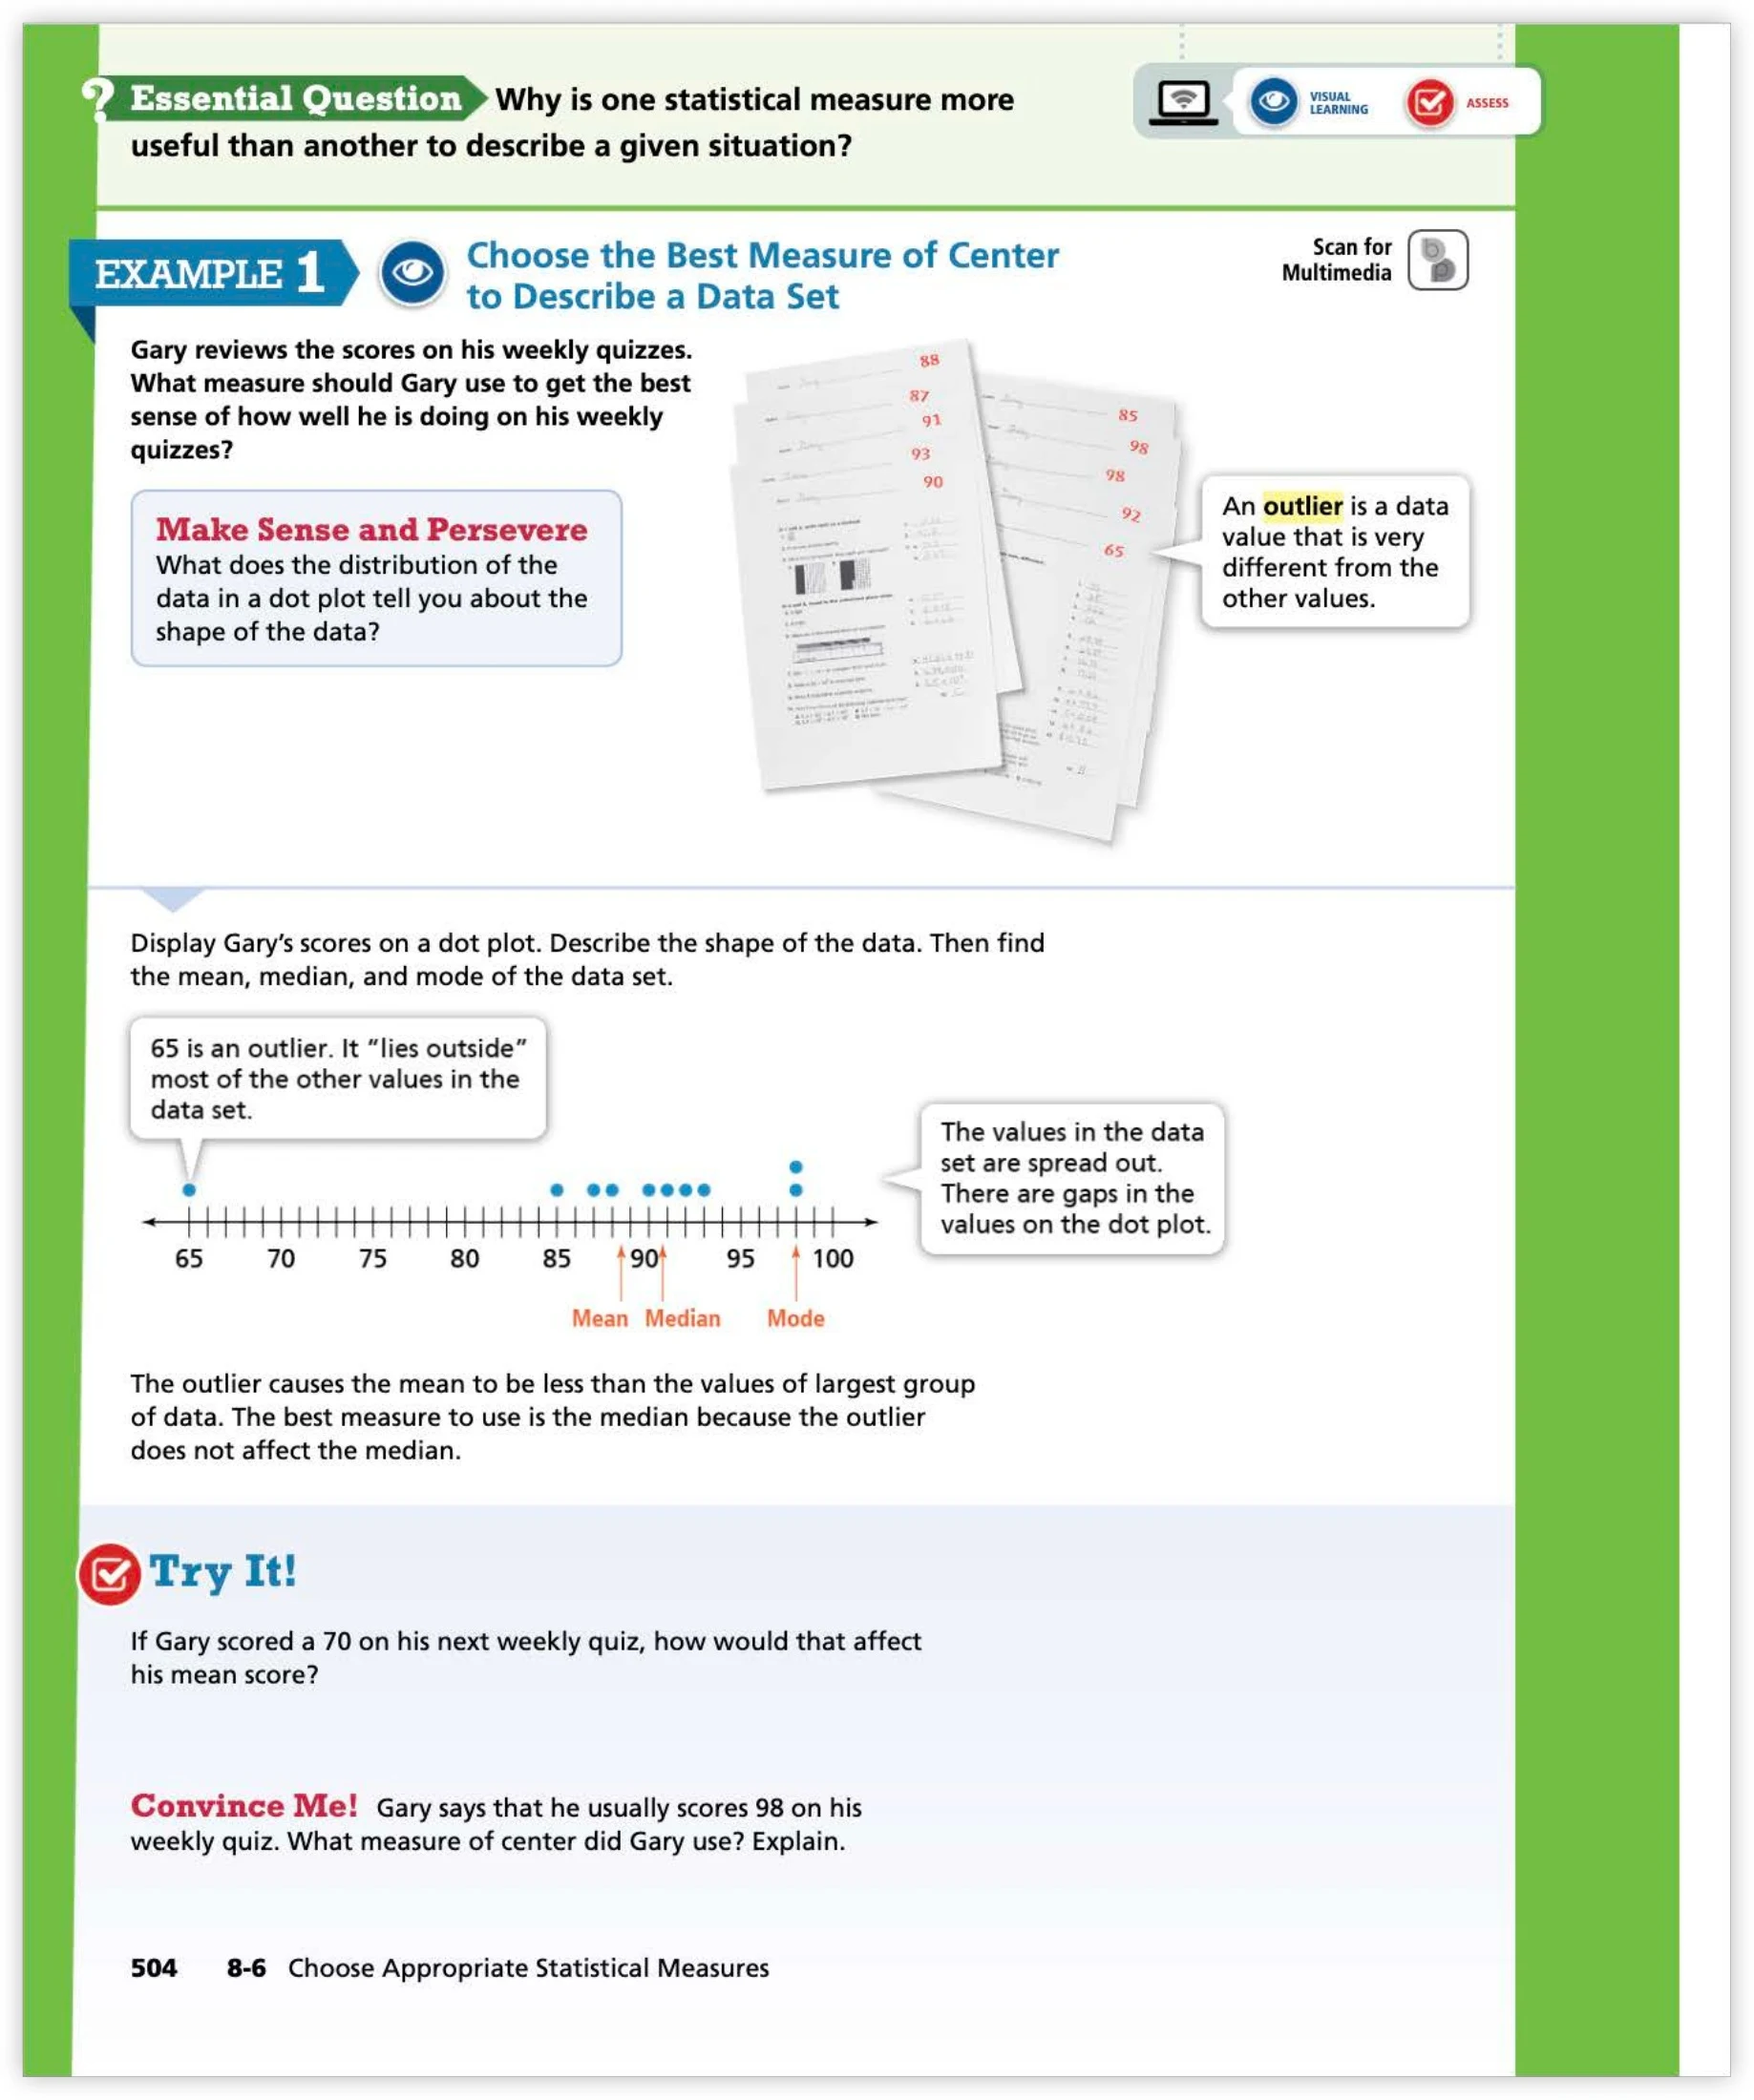 ? Essential Question Why is one statistical measure more
useful than another to describe a given situation?
VISUAL
LEARNING
ASSESS
EXAMPLE 1
Choose the Best Measure of Center
to Describe a Data Set
Scan for
Multimedia
Gary reviews the scores on his weekly quizzes.
What measure should Gary use to get the best
sense of how well he is doing on his weekly
quizzes?
Make Sense and Persevere
What does the distribution of the
data in a dot plot tell you about the
shape of the data?
88
87
91
93
90
85
98
98
92
65
An outlier is a data
value that is very
different from the
other values.
Display Gary's scores on a dot plot. Describe the shape of the data. Then find
the mean, median, and mode of the data set.
65 is an outlier. It "lies outside"
most of the other values in the
data set.
The values in the data
set are spread out.
There are gaps in the
values on the dot plot.
65 70 75 80 85 90 95 100
Mean Median Mode
The outlier causes the mean to be less than the values of largest group
of data. The best measure to use is the median because the outlier
does not affect the median.
Try It!
If Gary scored a 70 on his next weekly quiz, how would that affect
his mean score?
Convince Me! Gary says that he usually scores 98 on his
weekly quiz. What measure of center did Gary use? Explain.
504 8-6 Choose Appropriate Statistical Measures